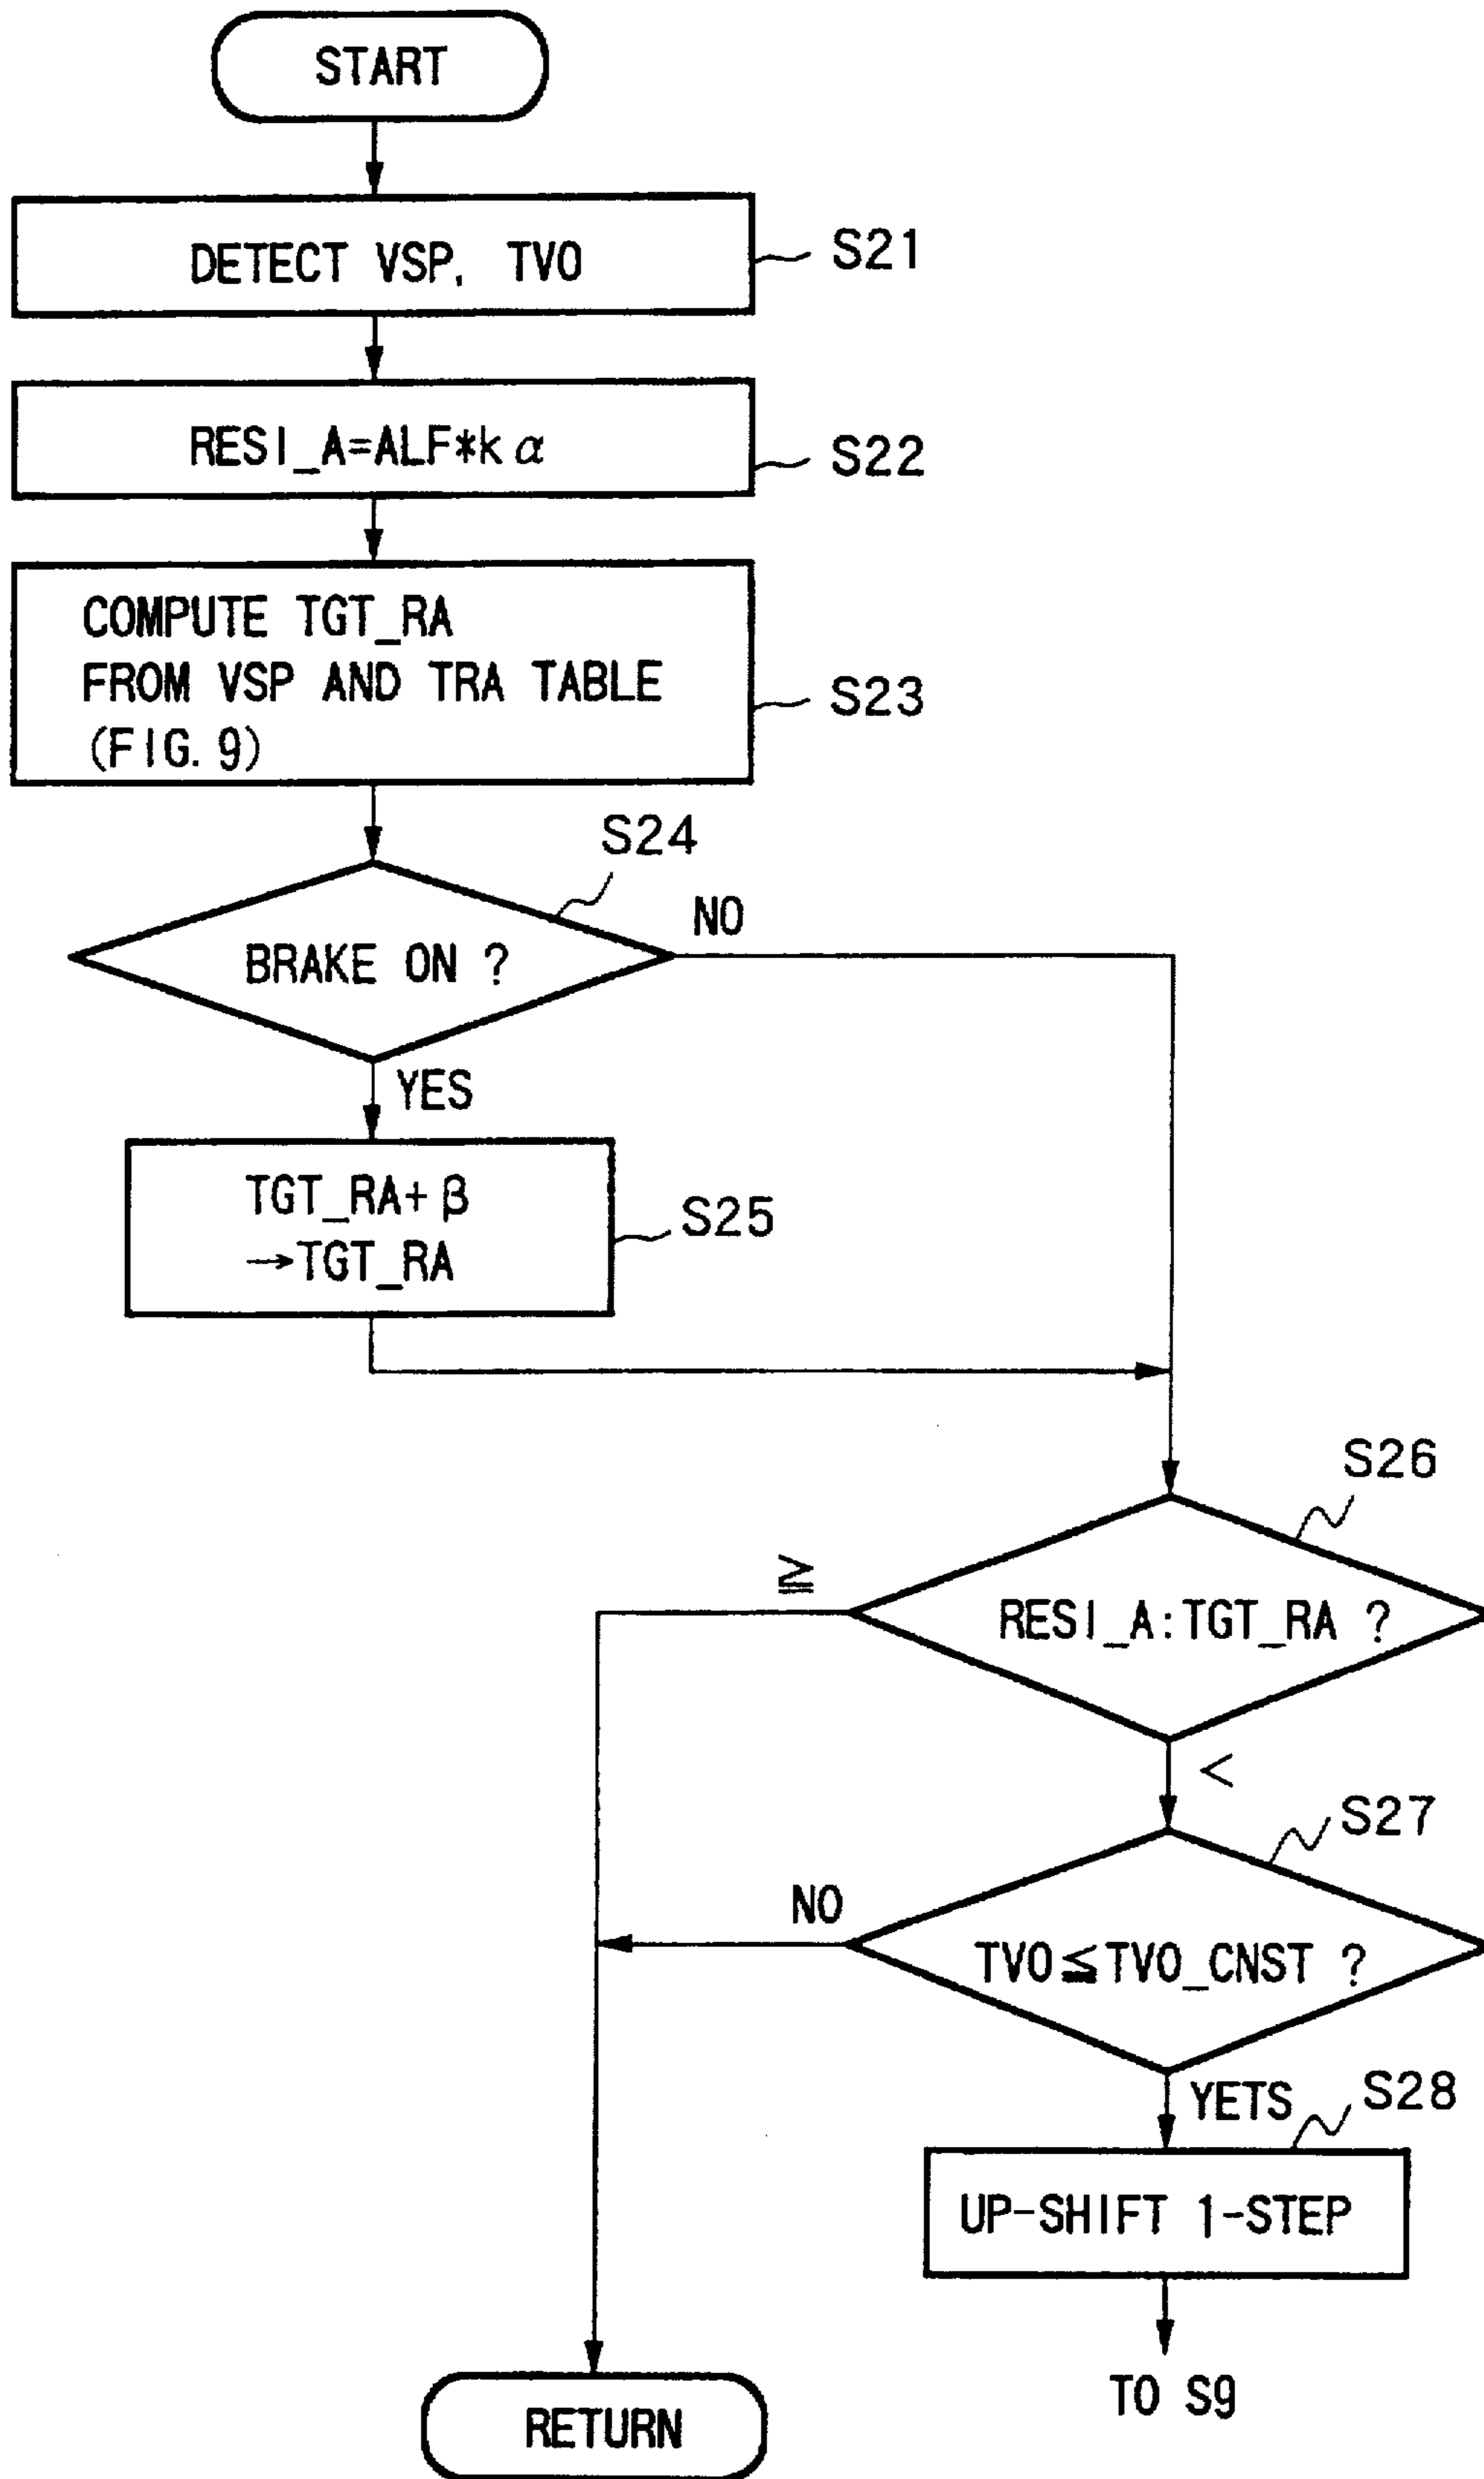 START
DETECT VSP, TVO
S21
RESI_A=ALF*kα
S22
COMPUTE TGT_RA
FROM VSP AND TRA TABLE
(FIG. 9)
S23
S24
BRAKE ON ?
NO
YES
TGT_RA+β
→TGT_RA
S25
S26
≧
RESI_A:TGT_RA ?
<
S27
NO
TVO≦TVO_CNST ?
YETS
S28
UP-SHIFT 1-STEP
TO S9
RETURN